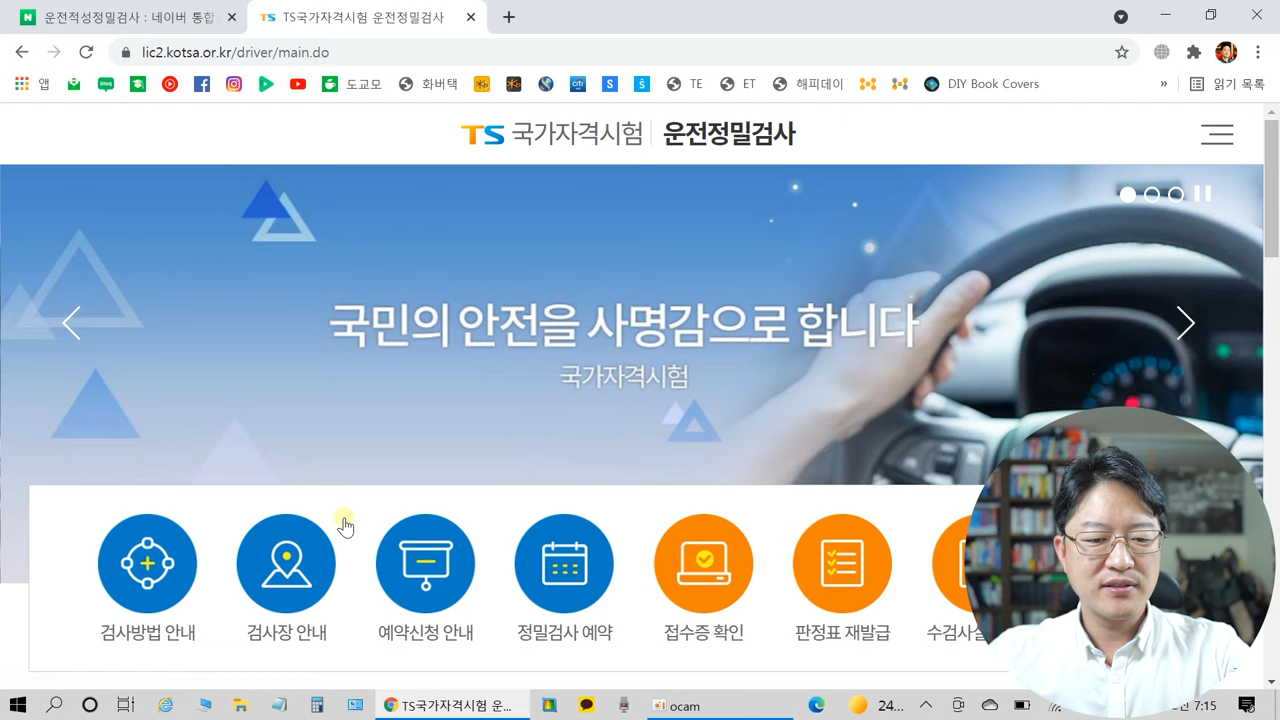 운전적성정밀검사 : 네이버 통합
TS국가자격시험 운전정밀검사
lic2.kotsa.or.kr/driver/main.do
앱
도교모
화버택
TE
ET
해피데이
DIY Book Covers
»
읽기 목록
TS 국가자격시험 운전정밀검사
국민의 안전을 사명감으로 합니다
국가자격시험
검사방법 안내
검사장 안내
예약신청 안내
정밀검사 예약
접수증 확인
판정표 재발급
TS국가자격시험 운...
ocam
24...
7:15